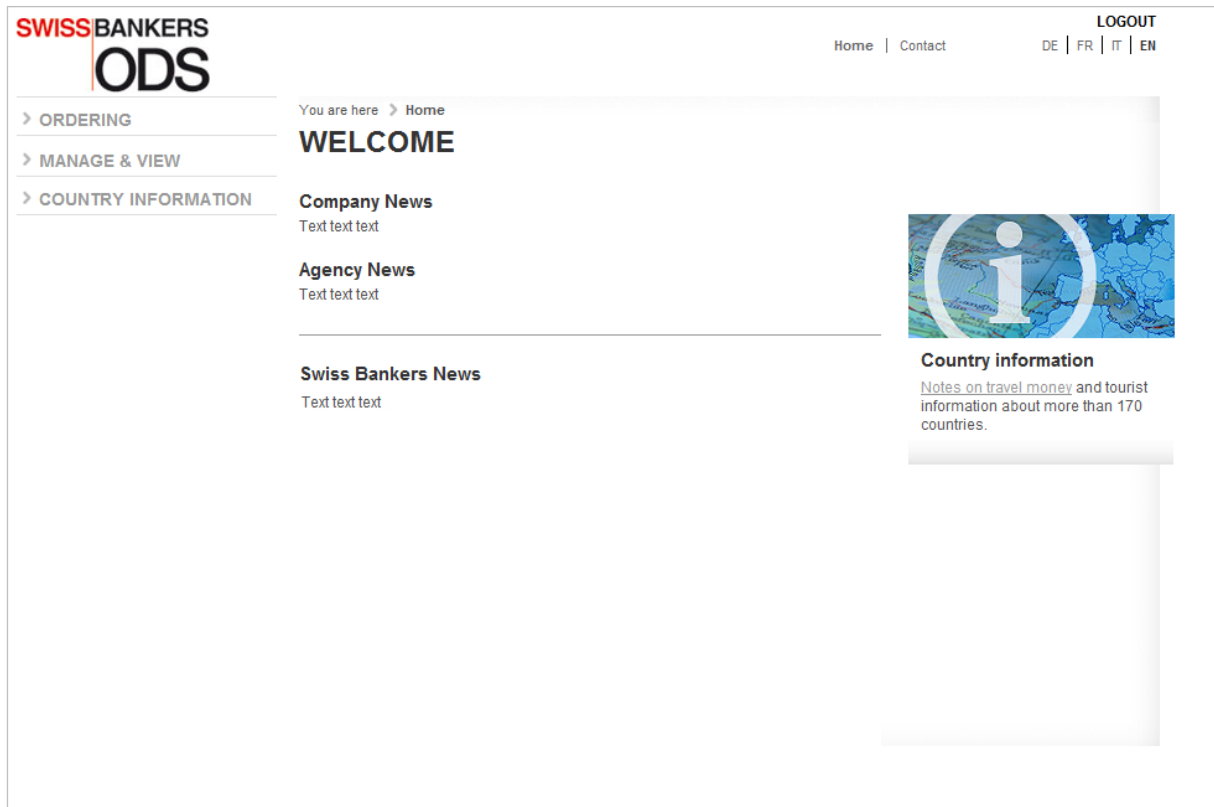 SWISSBANKERS
ODS
LOGOUT
Home | Contact
DE | FR | IT | EN
ORDERING
MANAGE & VIEW
COUNTRY INFORMATION
You are here > Home
WELCOME
Company News
Text text text
Agency News
Text text text
Swiss Bankers News
Text text text
Country information
Notes on travel money and tourist
information about more than 170
countries.